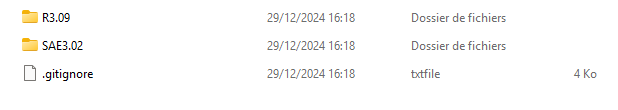 R3.09 29/12/2024 16:18 Dossier de fichiers
SAE3.02 29/12/2024 16:18 Dossier de fichiers
.gitignore 29/12/2024 16:18 txtfile 4 Ko